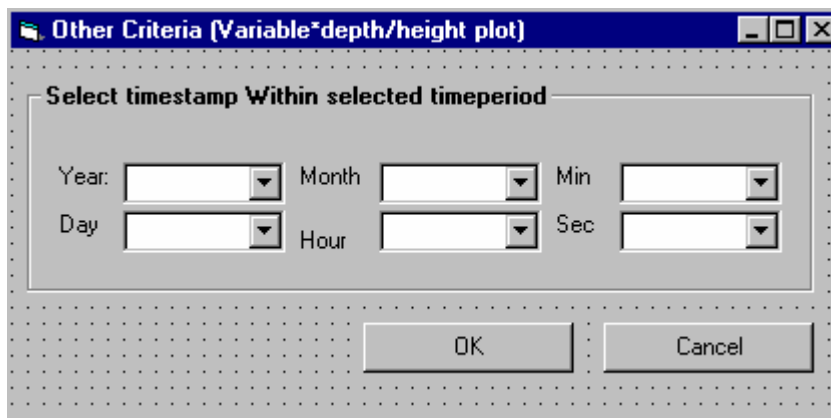 Other Criteria (Variable*depth/height plot)
Select timestamp Within selected timeperiod
Year: Month Min
Day Hour Sec
OK Cancel